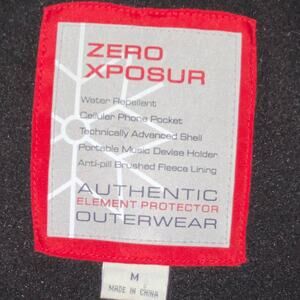 ZERO
XPOSUR
Water Repellent
Cellular Phone Pocket
Technically Advanced Shell
Portable Music Devise Holder
Anti-pill Brushed Fleece Lining
AUTHENTIC
ELEMENT PROTECTOR
OUTERWEAR
M
MADE IN CHINA